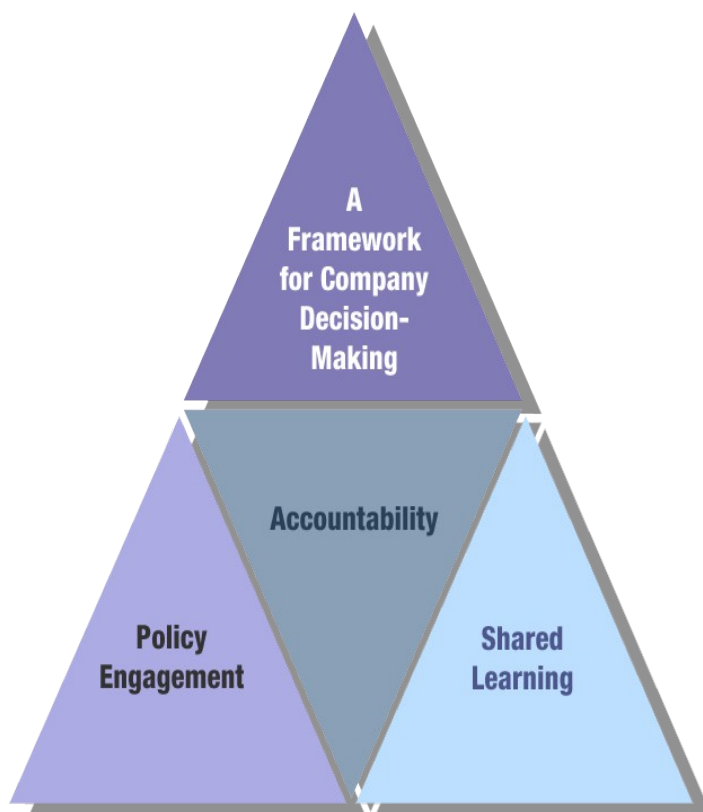 A
Framework
for Company
Decision-
Making
Accountability
Policy
Engagement
Shared
Learning